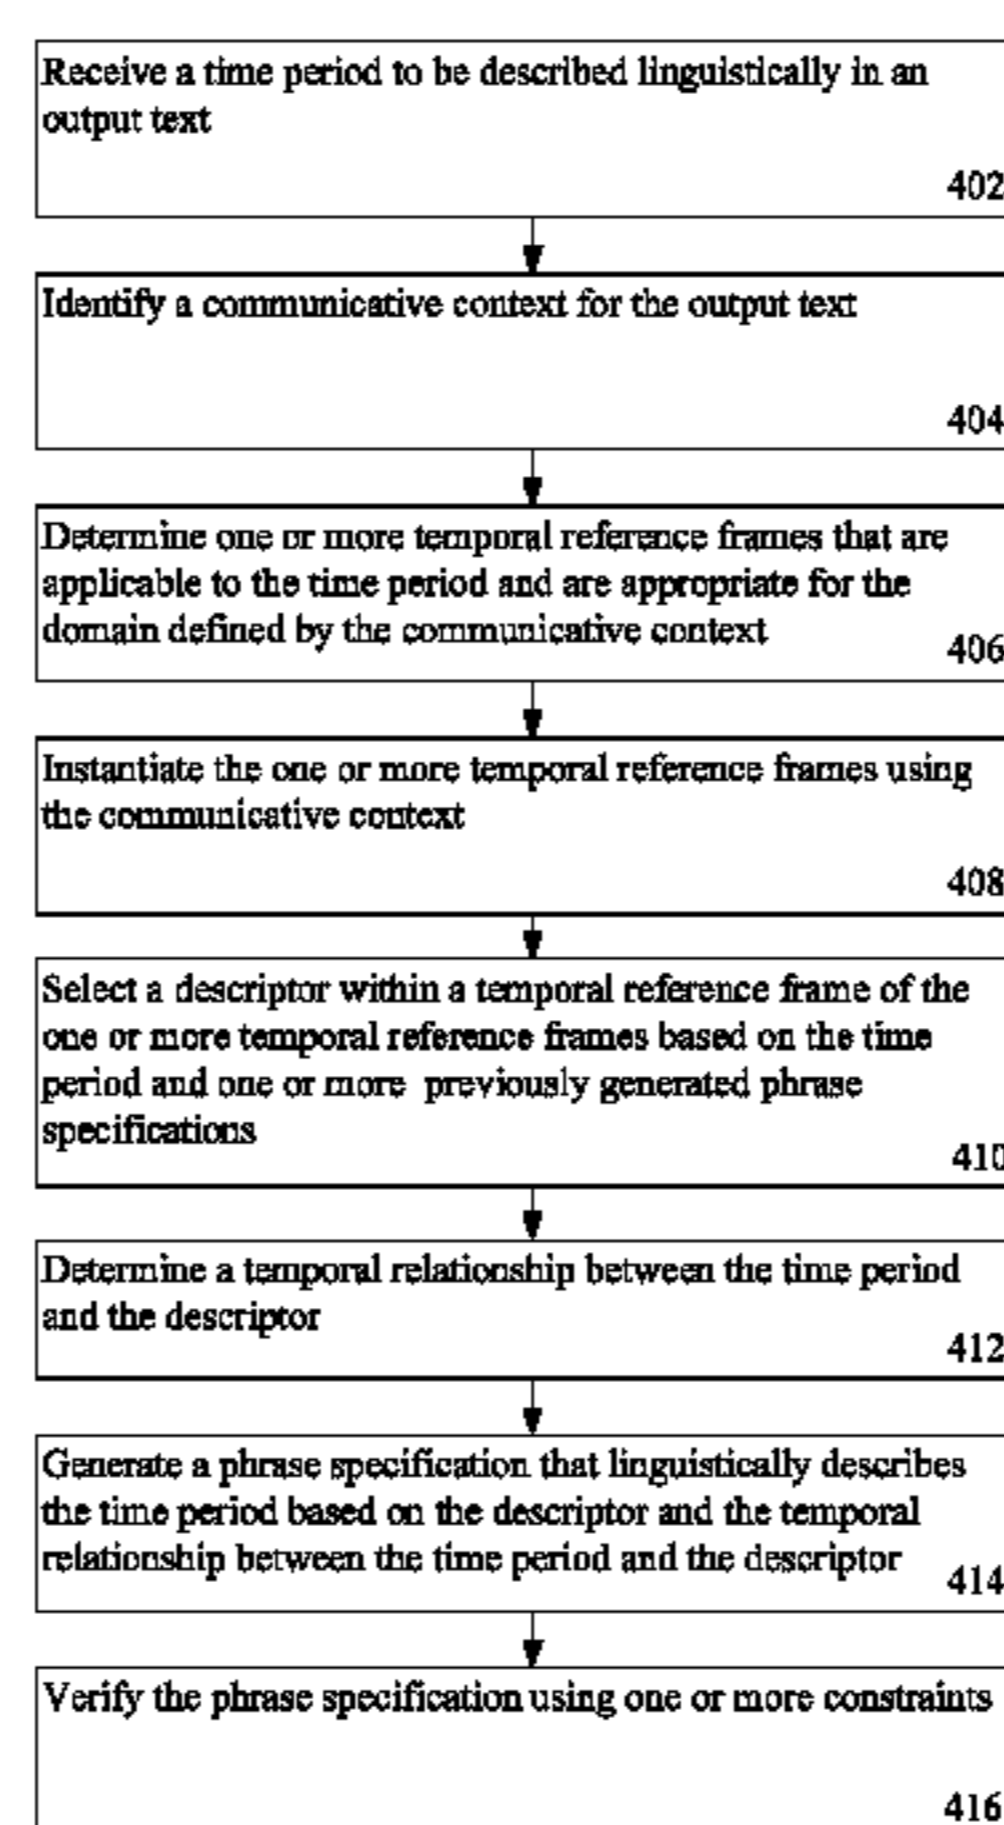 Receive a time period to be described linguistically in an
output text
402
Identify a communicative context for the output text
404
Determine one or more temporal reference frames that are
applicable to the time period and are appropriate for the
domain defined by the communicative context
406
Instantiate the one or more temporal reference frames using
the communicative context
408
Select a descriptor within a temporal reference frame of the
one or more temporal reference frames based on the time
period and one or more previously generated phrase
specifications
410
Determine a temporal relationship between the time period
and the descriptor
412
Generate a phrase specification that linguistically describes
the time period based on the descriptor and the temporal
relationship between the time period and the descriptor
414
Verify the phrase specification using one or more constraints
416